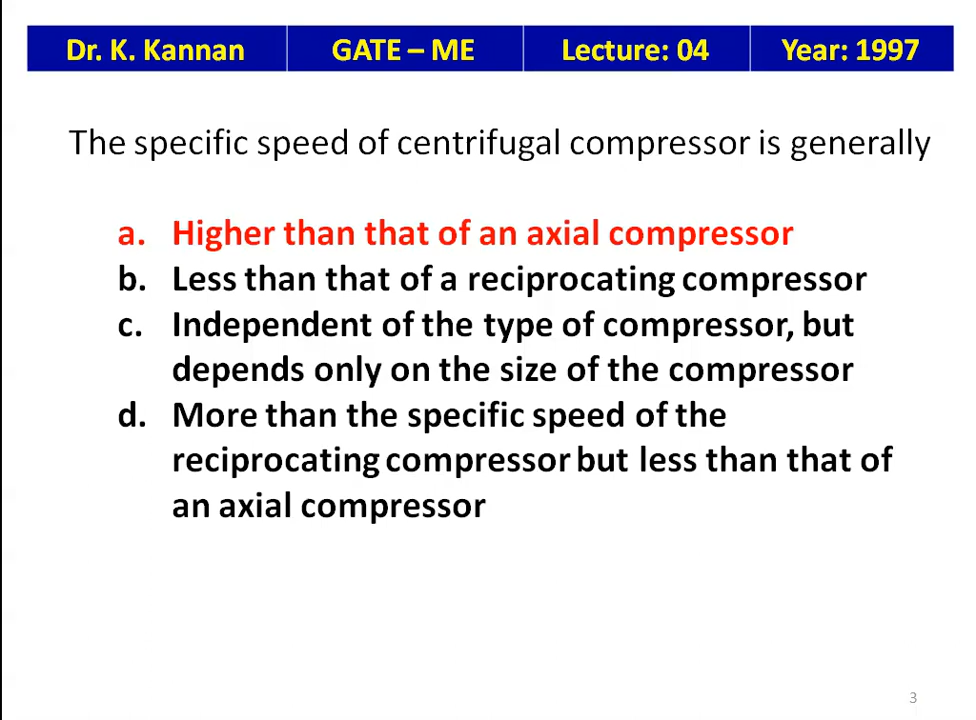 Dr. K. Kannan GATE – ME Lecture: 04 Year: 1997
The specific speed of centrifugal compressor is generally
a. Higher than that of an axial compressor
b. Less than that of a reciprocating compressor
c. Independent of the type of compressor, but
depends only on the size of the compressor
d. More than the specific speed of the
reciprocating compressor but less than that of
an axial compressor
3